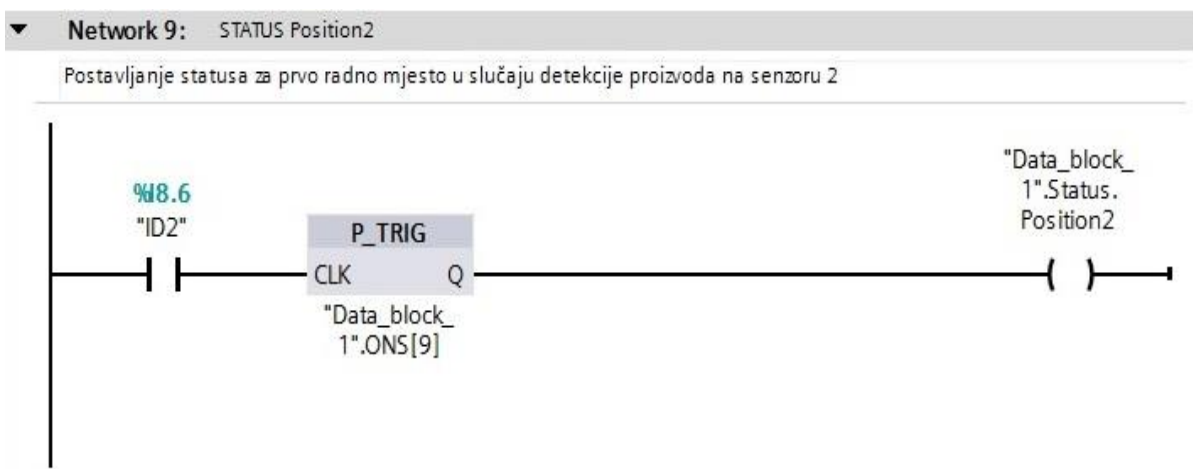 Network 9: STATUS Position2
Postavljanje statusa za prvo radno mjesto u slučaju detekcije proizvoda na senzoru 2
%I8.6
"ID2"
P_TRIG
CLK Q
"Data_block_
1".ONS[9]
"Data_block_
1".Status.
Position2